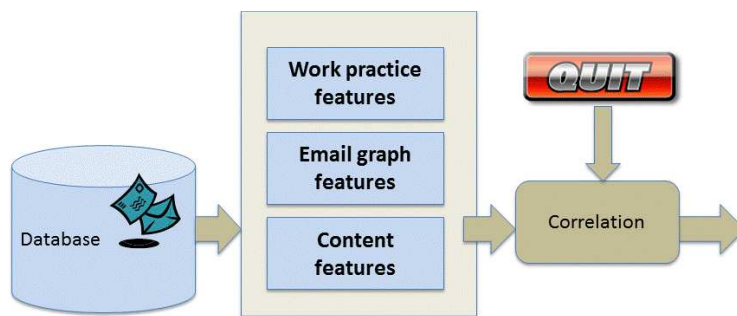 Work practice
features
QUIT
Email graph
features
Database
Correlation
Content
features